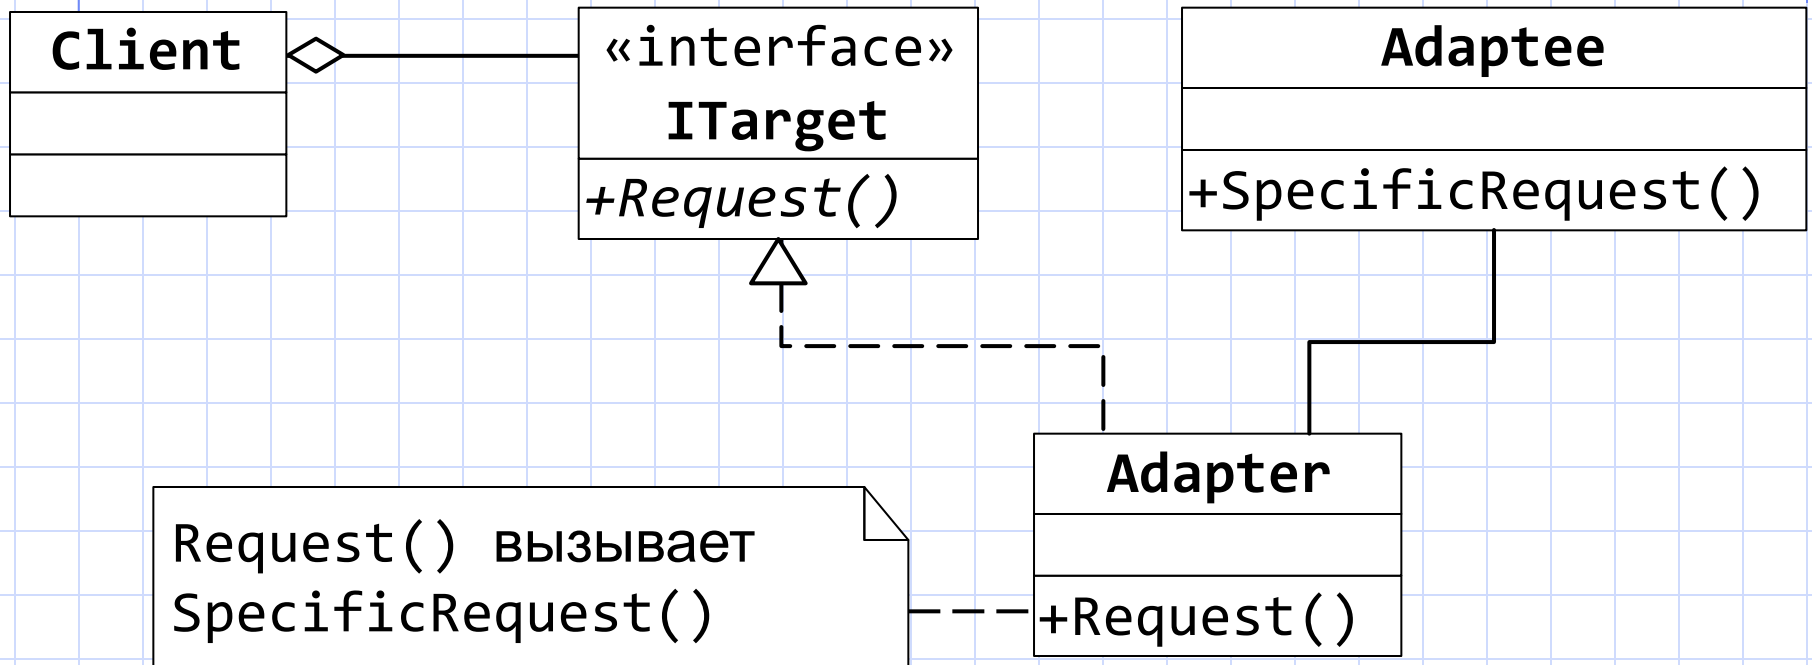 Client
«interface»
ITarget
+Request()
Adaptee
+SpecificRequest()
Adapter
+Request()
Request() вызывает
SpecificRequest()